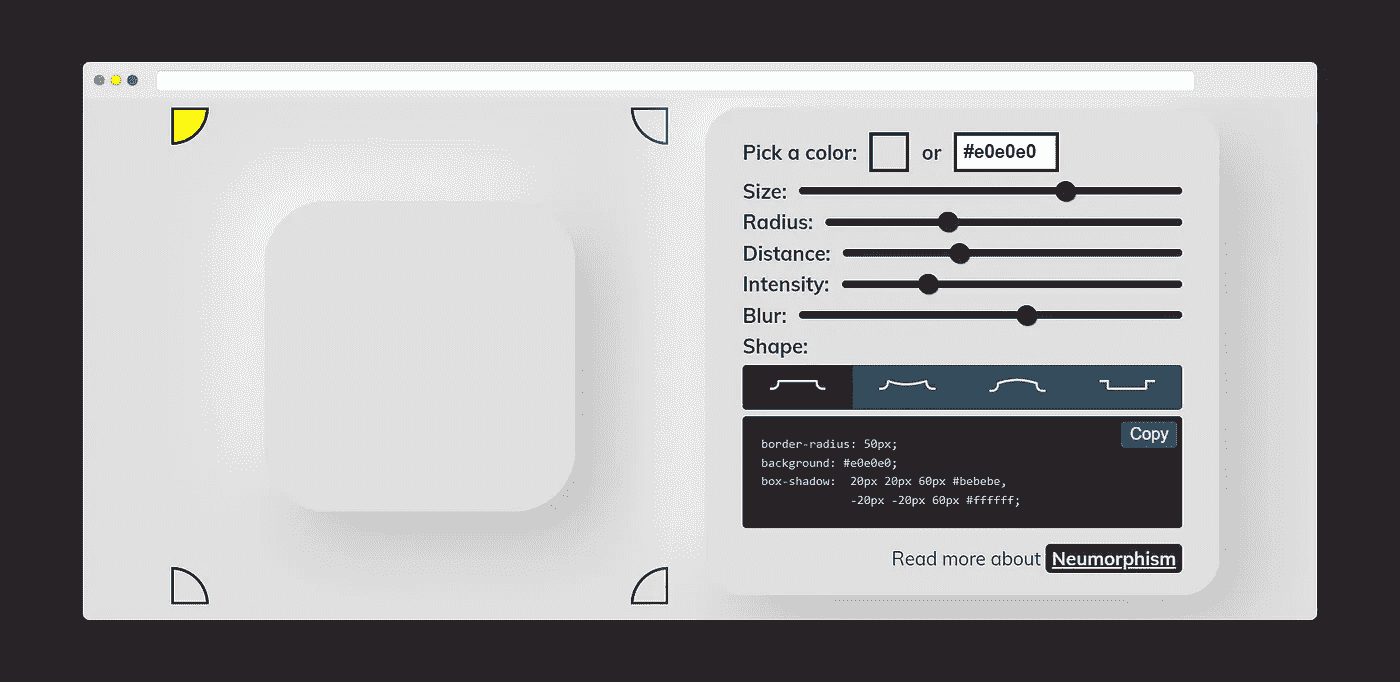 Pick a color: or #e0e0e0
Size:
Radius:
Distance:
Intensity:
Blur:
Shape:
Copy
border-radius: 50px;
background: #e0e0e0;
box-shadow:  20px 20px 60px #bebebe,
             -20px -20px 60px #ffffff;
Read more about Neumorphism